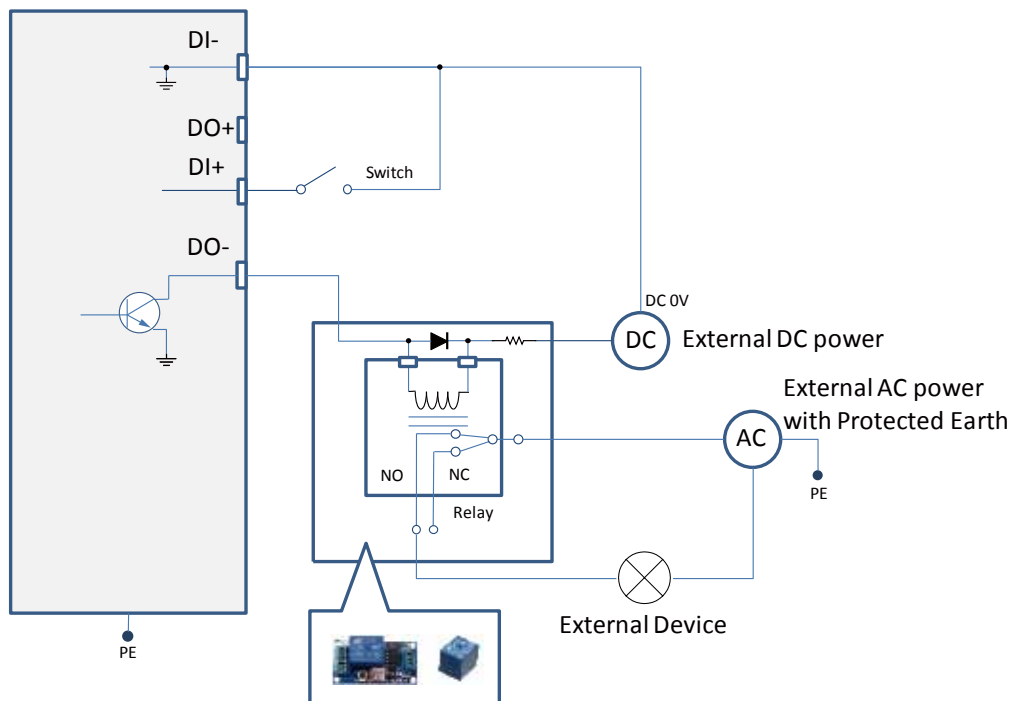 DI-
DO+
DI+
Switch
DO-
DC 0V
DC
External DC power
External AC power
with Protected Earth
AC
PE
NO
NC
Relay
External Device
PE